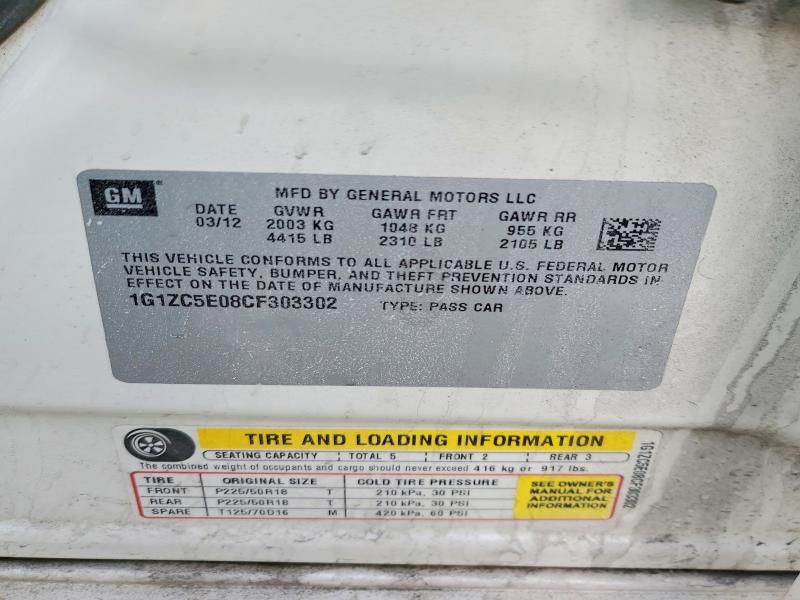 GM
MFD BY GENERAL MOTORS LLC
DATE GVWR GAWR FRT GAWR RR
03/12 2003 KG 1048 KG 955 KG
4415 LB 2310 LB 2105 LB
THIS VEHICLE CONFORMS TO ALL APPLICABLE U.S. FEDERAL MOTOR
VEHICLE SAFETY, BUMPER, AND THEFT PREVENTION STANDARDS IN
EFFECT ON THE DATE OF MANUFACTURE SHOWN ABOVE.
1G1ZC5E08CF303302 TYPE: PASS CAR
TIRE AND LOADING INFORMATION
SEATING CAPACITY TOTAL 5 FRONT 2 REAR 3
The combined weight of occupants and cargo should never exceed 416 kg or 917 lbs.
TIRE ORIGINAL SIZE COLD TIRE PRESSURE
FRONT P225/50R18 T 210 kPa, 30 PSI
REAR P225/50R18 T 210 kPa, 30 PSI
SPARE T125/70D16 M 420 kPa, 60 PSI
SEE OWNER'S
MANUAL FOR
ADDITIONAL
INFORMATION
1G1ZC5E08CF303302